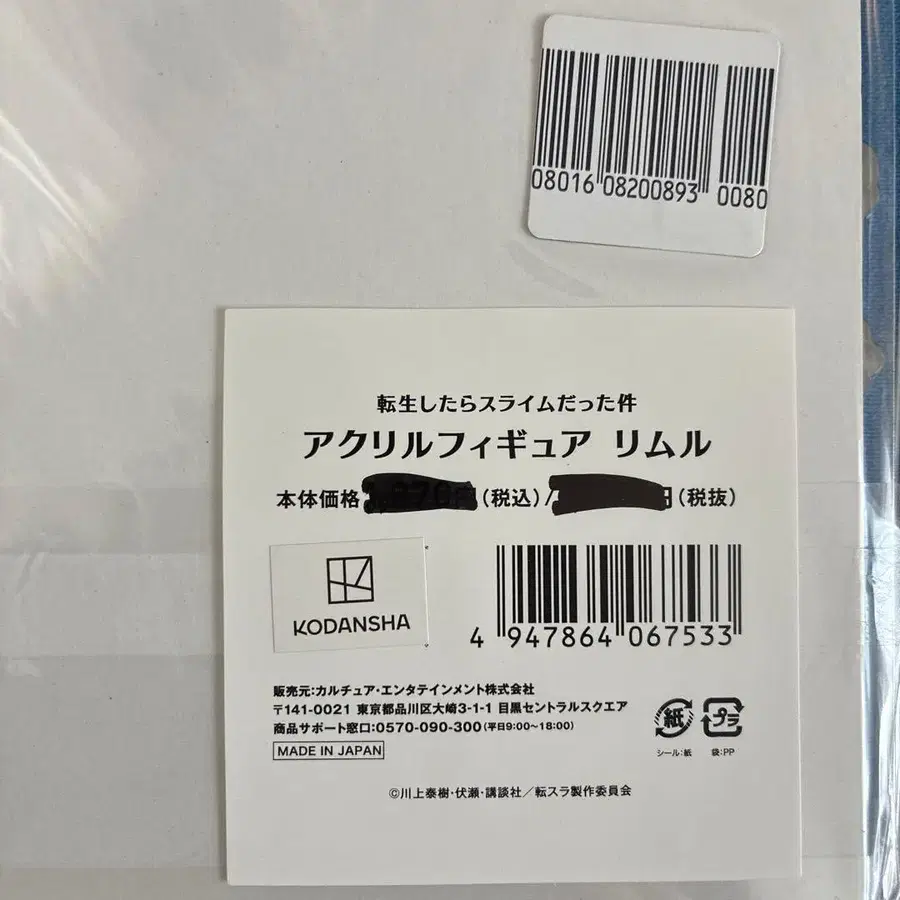 08016 08200893 0080
転生したらスライムだった件
アクリルフィギュア リムル
本体価格 (税込)/ 円(税抜)
KODANSHA
4 947864 067533
販売元:カルチュア・エンタテインメント株式会社
〒141-0021 東京都品川区大崎3-1-1 目黒セントラルスクエア
商品サポート窓口:0570-090-300(平日9:00~18:00)
MADE IN JAPAN
紙 プラ
シール:紙 袋:PP
©川上泰樹・伏瀬・講談社/転スラ製作委員会